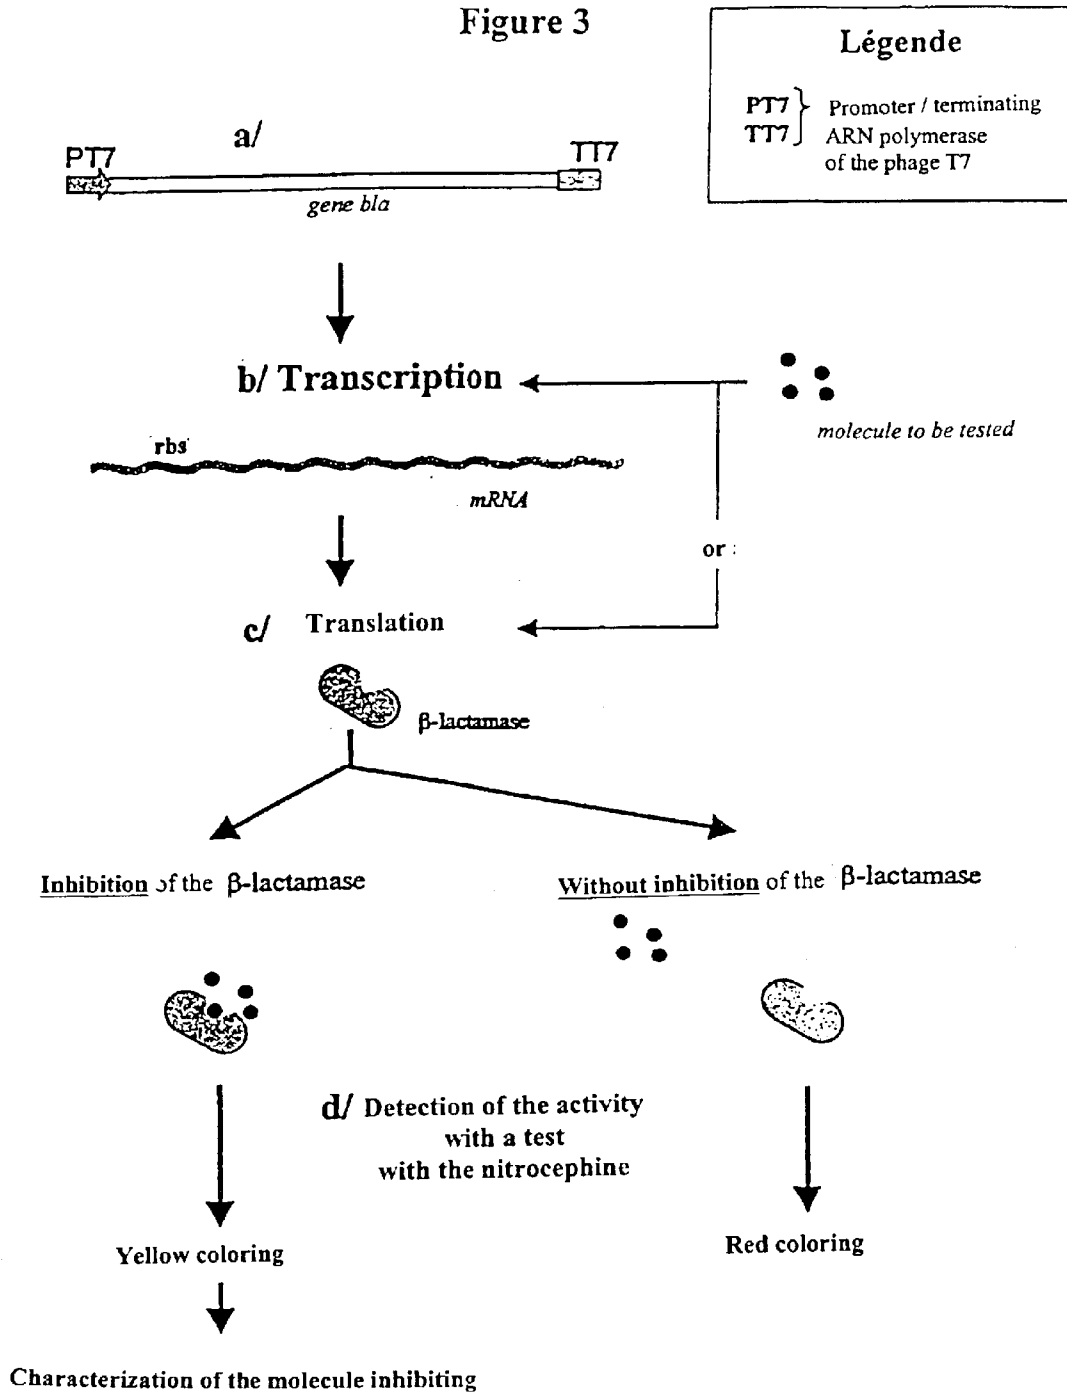 Figure 3
Légende
PT7 Promoter / terminating
TT7 ARN polymerase
of the phage T7
a/
PT7
TT7
gene bla
b/ Transcription
molecule to be tested
rbs
mRNA
or :
c/ Translation
β-lactamase
Inhibition of the β-lactamase
Without inhibition of the β-lactamase
d/ Detection of the activity
with a test
with the nitrocephine
Yellow coloring
Red coloring
Characterization of the molecule inhibiting